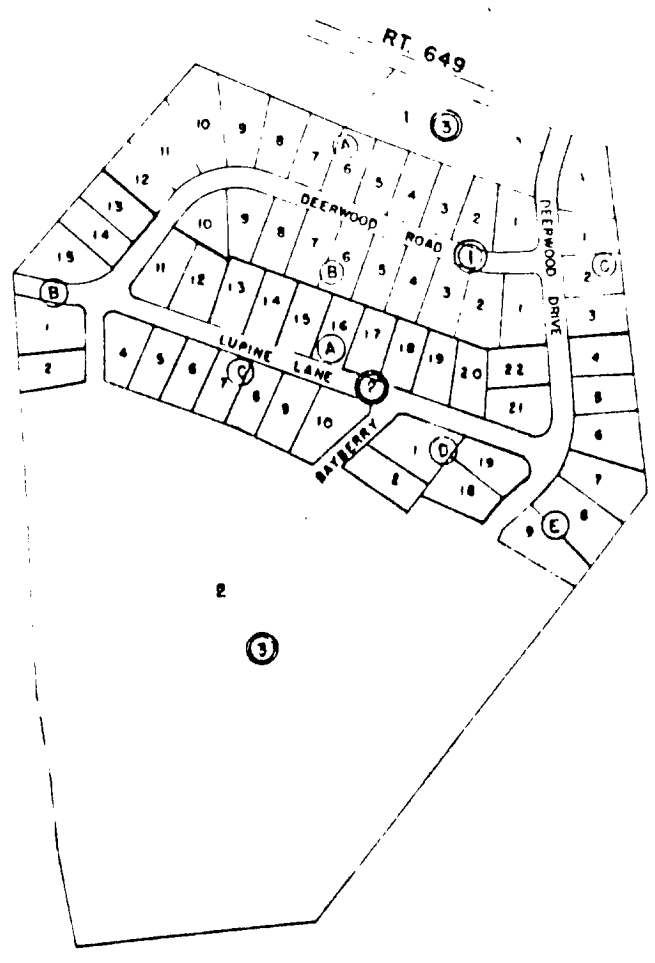 RT. 649
1 3
10 9 8 7 A 6 5 4 3 2 1
11
12
13
14
15
DEERWOOD ROAD
1
DEERWOOD DRIVE
1
2 C
3
4
5
6
7
8
9 E
10 9 8 7 6 B 5 4 3 2 1
11 12 13 14 15 16 17 18 19 20 22
21
A
B
1
2
LUPINE LANE
4 5 6 7 C 8 9 10
BAYBERRY
1 D 19
2 18
2
3